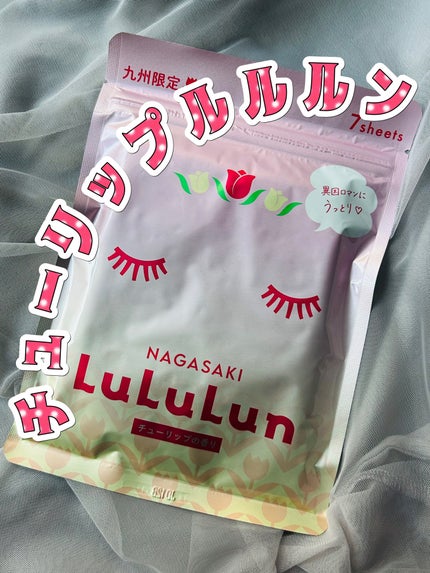 チューリップルルルン
九州限定
7sheets
異国ロマンに
うっとり♡
NAGASAKI
LuLuLun
チューリップの香り